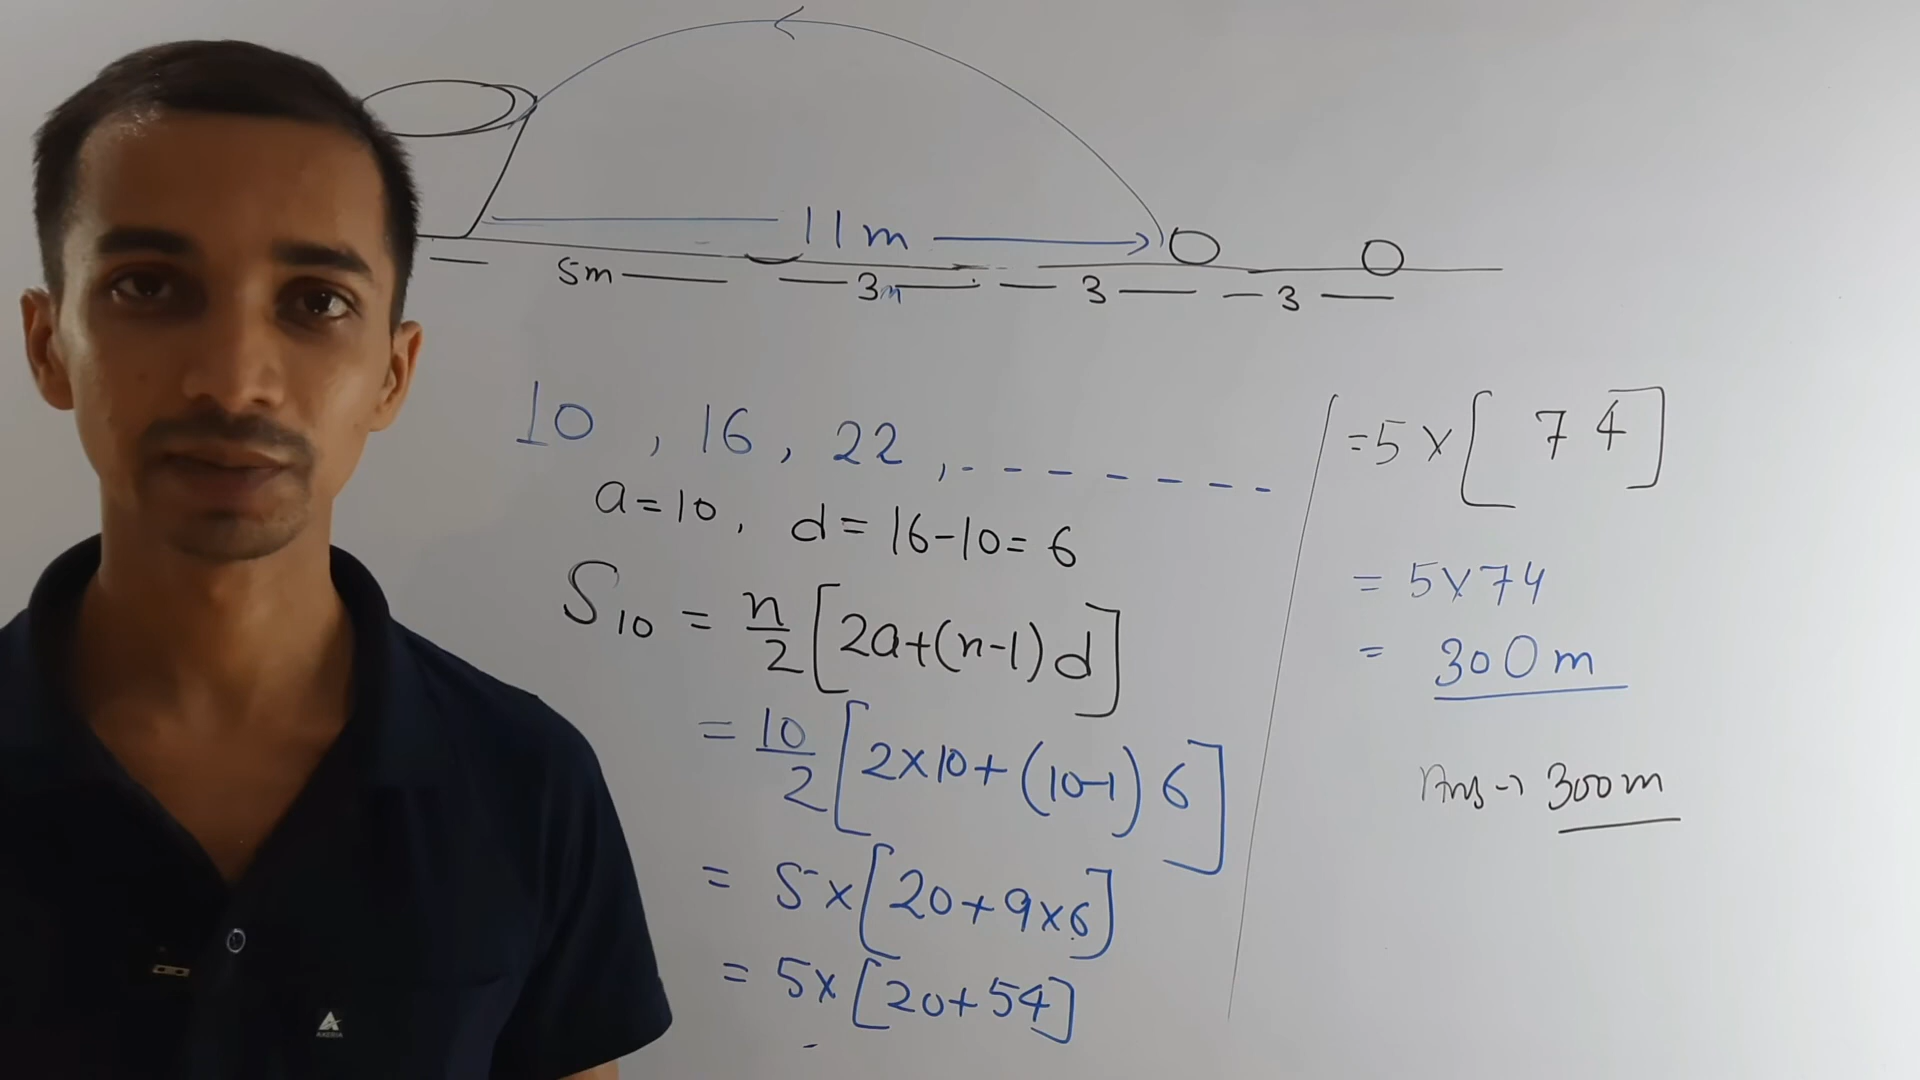 11m
5m 3m 3 3
10, 16, 22, - - - - - - - -
a=10, d= 16-10= 6
S10 = n/2 [2a+(n-1)d]
= 10/2 [2×10+(10-1)6]
= 5×[20+9×6]
= 5×[20+54]
=5×[74]
= 5×74
= 300m
Ans→ 300m